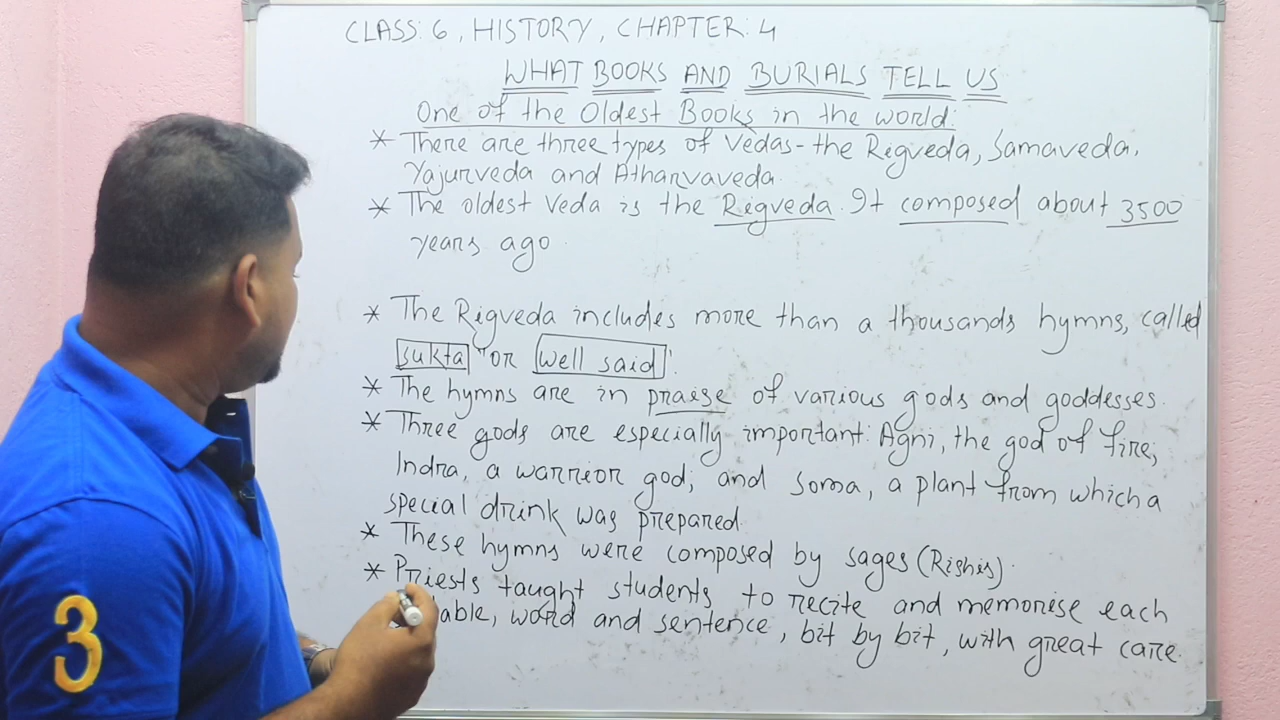 CLASS: 6, HISTORY, CHAPTER: 4
WHAT BOOKS AND BURIALS TELL US
One of the Oldest Books in the world:
* There are three types of Vedas - the Rigveda, Samaveda,
Yajurveda and Atharvaveda.
* The oldest Veda is the Rigveda. It composed about 3500
years ago.
* The Rigveda includes more than a thousands hymns, called
sukta "or well said".
* The hymns are in praise of various gods and goddesses.
* Three gods are especially important: Agni, the god of fire;
Indra, a warrior god; and Soma, a plant from which a
special drink was prepared.
* These hymns were composed by sages (Rishis).
* Priests taught students to recite and memorise each
able, word and sentence, bit by bit, with great care.
3